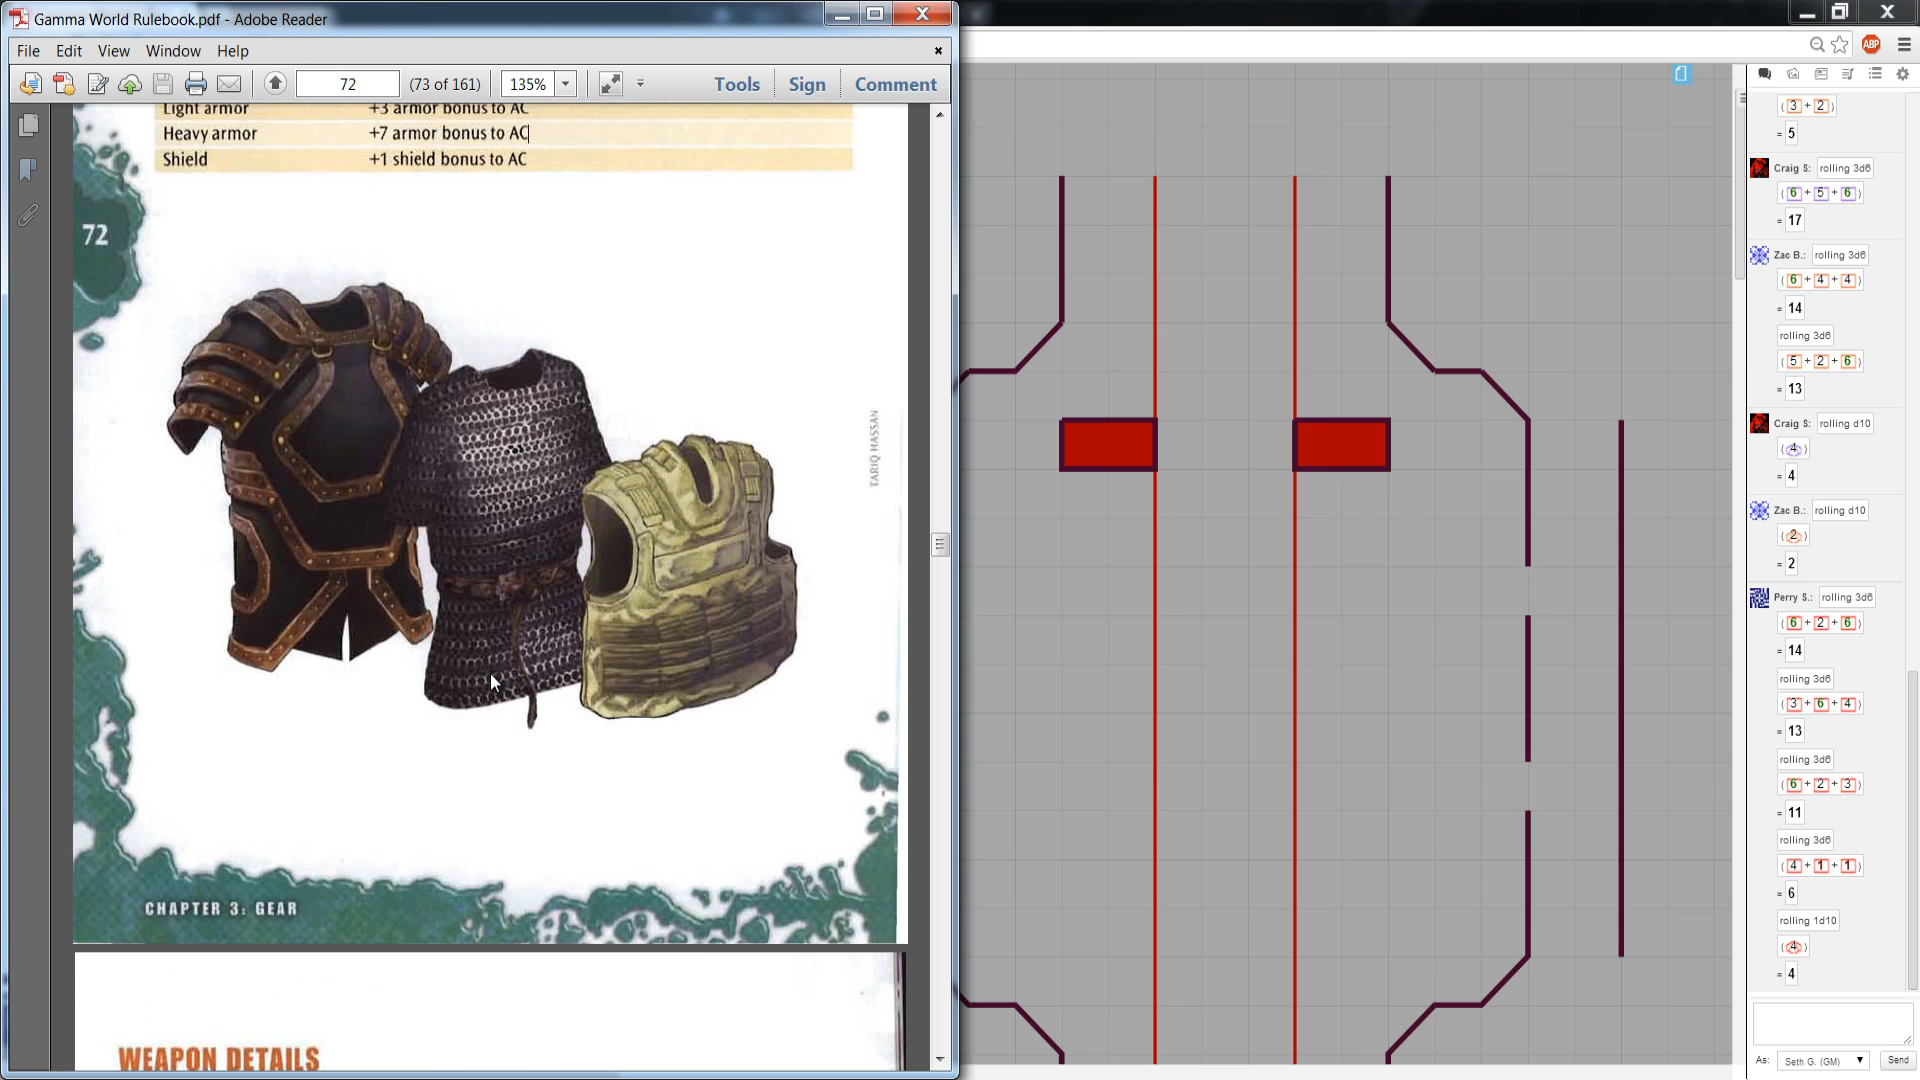 Gamma World Rulebook.pdf - Adobe Reader
File Edit View Window Help
72 (73 of 161) 135% Tools Sign Comment
Light armor +3 armor bonus to AC
Heavy armor +7 armor bonus to AC
Shield +1 shield bonus to AC
72
TARIQ HASSAN
CHAPTER 3: GEAR
WEAPON DETAILS
ABP
(3+2)
= 5
Craig S: rolling 3d6
(6+5+6)
= 17
Zac B.: rolling 3d6
(6+4+4)
= 14
rolling 3d6
(5+2+6)
= 13
Craig S: rolling d10
(4)
= 4
Zac B.: rolling d10
(2)
= 2
Perry S.: rolling 3d6
(6+2+6)
= 14
rolling 3d6
(3+6+4)
= 13
rolling 3d6
(6+2+3)
= 11
rolling 3d6
(4+1+1)
= 6
rolling 1d10
(4)
= 4
As: Seth G. (GM) Send